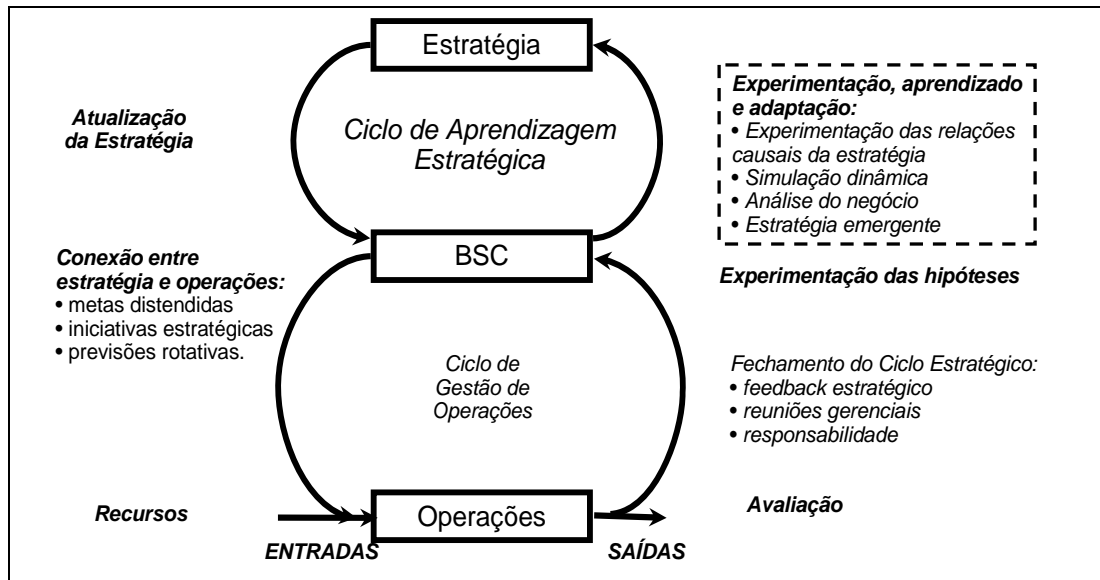 Estratégia
Atualização
da Estratégia
Ciclo de Aprendizagem
Estratégica
Experimentação, aprendizado
e adaptação:
• Experimentação das relações
causais da estratégia
• Simulação dinâmica
• Análise do negócio
• Estratégia emergente
BSC
Conexão entre
estratégia e operações:
• metas distendidas
• iniciativas estratégicas
• previsões rotativas.
Experimentação das hipóteses
Ciclo de
Gestão de
Operações
Fechamento do Ciclo Estratégico:
• feedback estratégico
• reuniões gerenciais
• responsabilidade
Recursos
Operações
Avaliação
ENTRADAS
SAÍDAS